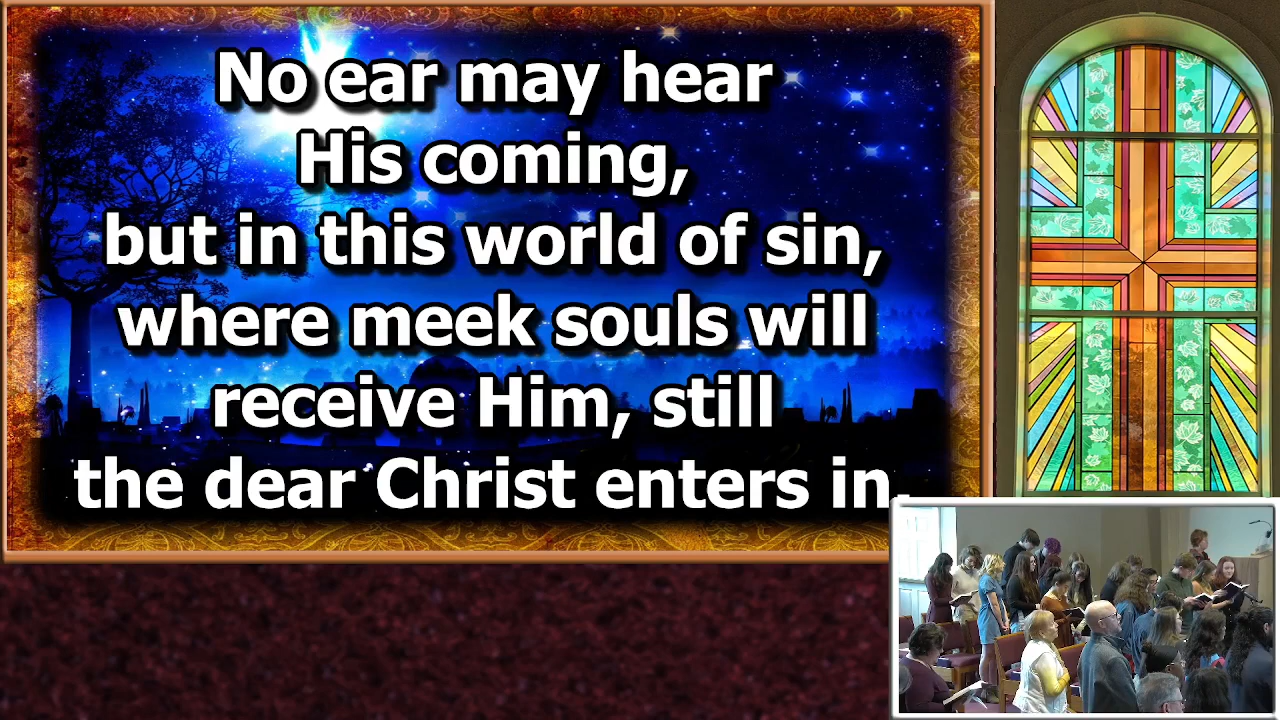 No ear may hear
His coming,
but in this world of sin,
where meek souls will
receive Him, still
the dear Christ enters in.